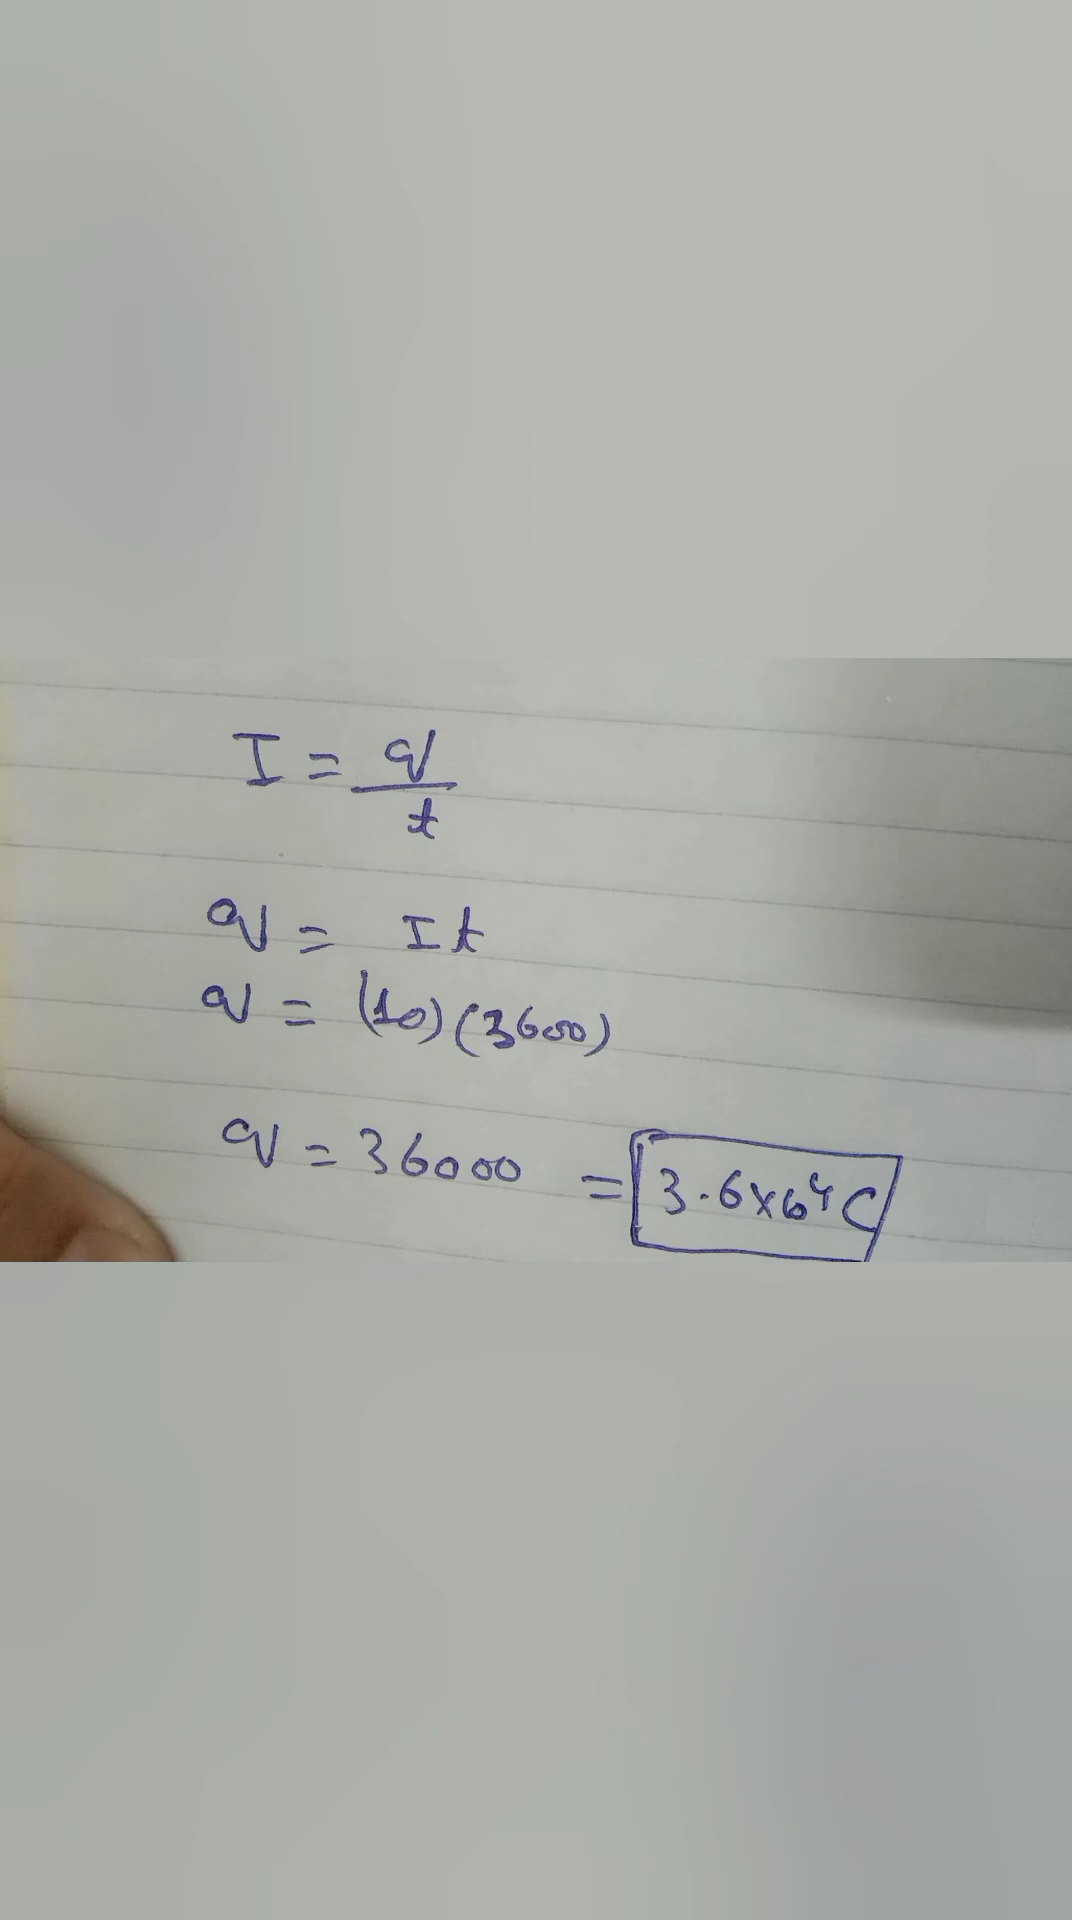 I = q/t
q = It
q = (10)(3600)
q = 36000 = 3.6×10⁴ C